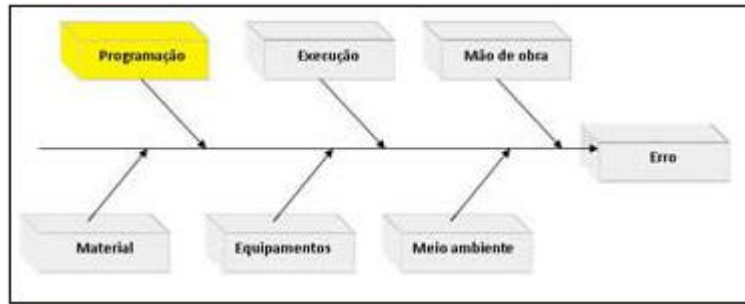 Programação
Execução
Mão de obra
Erro
Material
Equipamentos
Meio ambiente